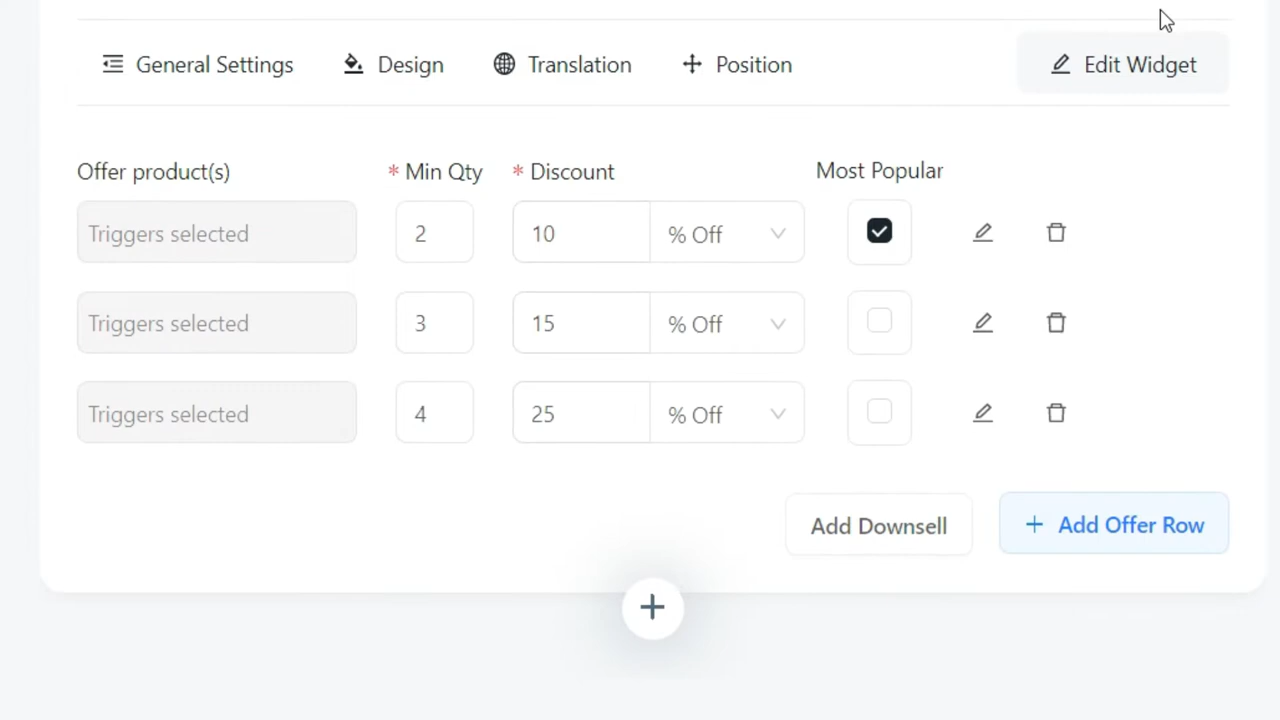 General Settings Design Translation Position Edit Widget
Offer product(s) * Min Qty * Discount Most Popular
Triggers selected 2 10 % Off
Triggers selected 3 15 % Off
Triggers selected 4 25 % Off
Add Downsell + Add Offer Row
+